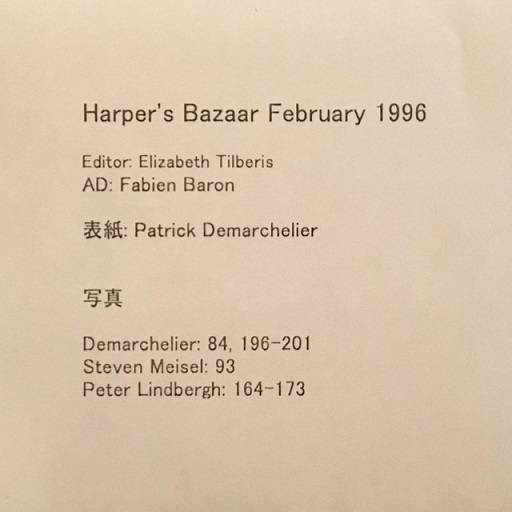 Harper's Bazaar February 1996
Editor: Elizabeth Tilberis
AD: Fabien Baron
表紙: Patrick Demarchelier
写真
Demarchelier: 84, 196-201
Steven Meisel: 93
Peter Lindbergh: 164-173